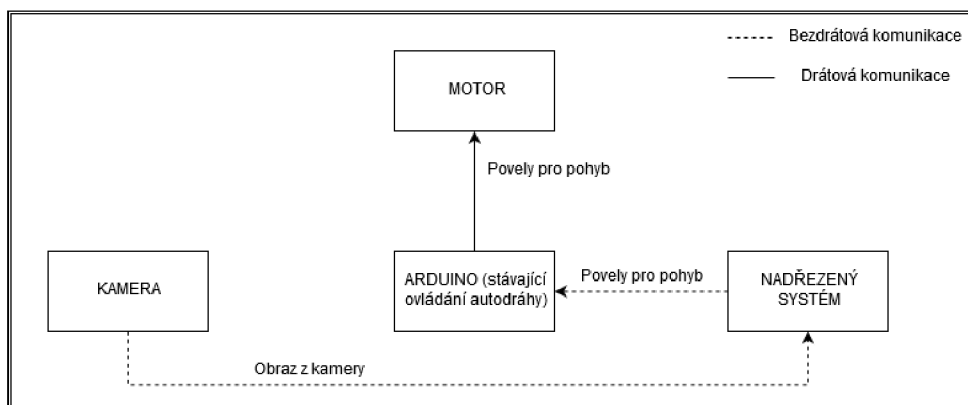 Bezdrátová komunikace
Drátová komunikace
MOTOR
Povely pro pohyb
KAMERA
ARDUINO (stávající
ovládání autodráhy)
Povely pro pohyb
NADŘEZENÝ
SYSTÉM
Obraz z kamery